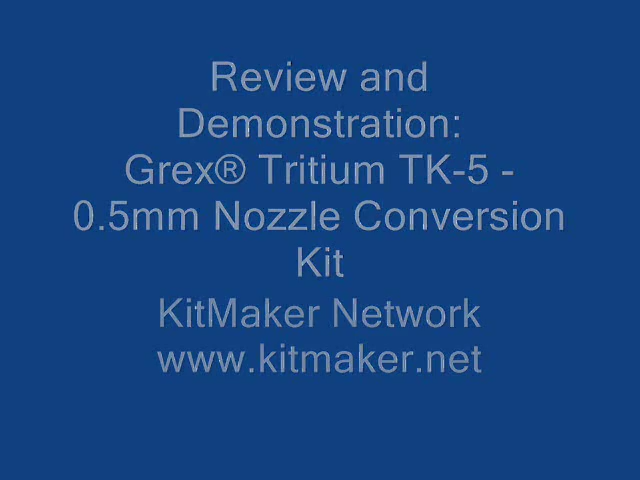 Review and
Demonstration:
Grex® Tritium TK-5 -
0.5mm Nozzle Conversion
Kit
KitMaker Network
www.kitmaker.net